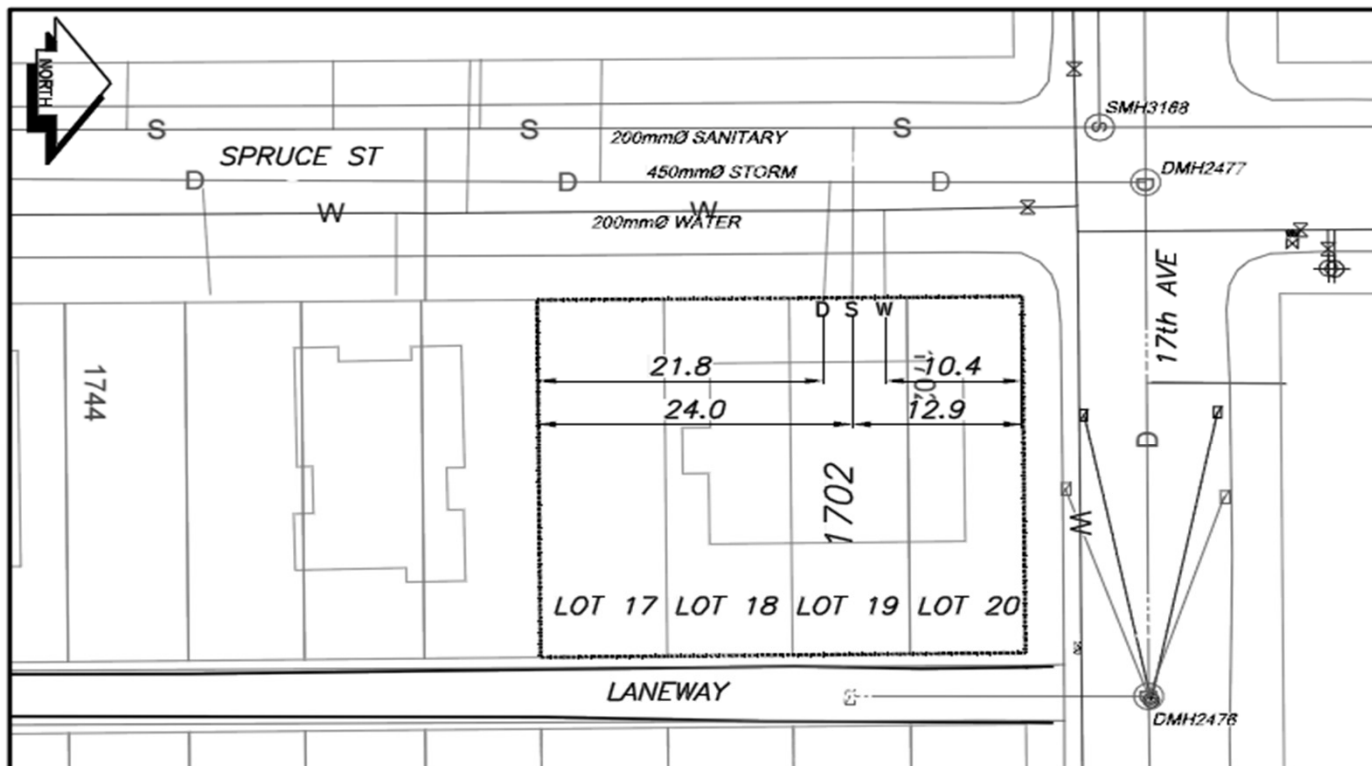 NORTH
SMH3168
S
S
S
S
200mmØ SANITARY
SPRUCE ST
450mmØ STORM
DMH2477
D
D
D
D
W
W
200mmØ WATER
17th AVE
D S W
1744
21.8
10.4
24.0
12.9
D
1702
W
LOT 17
LOT 18
LOT 19
LOT 20
LANEWAY
DMH2476